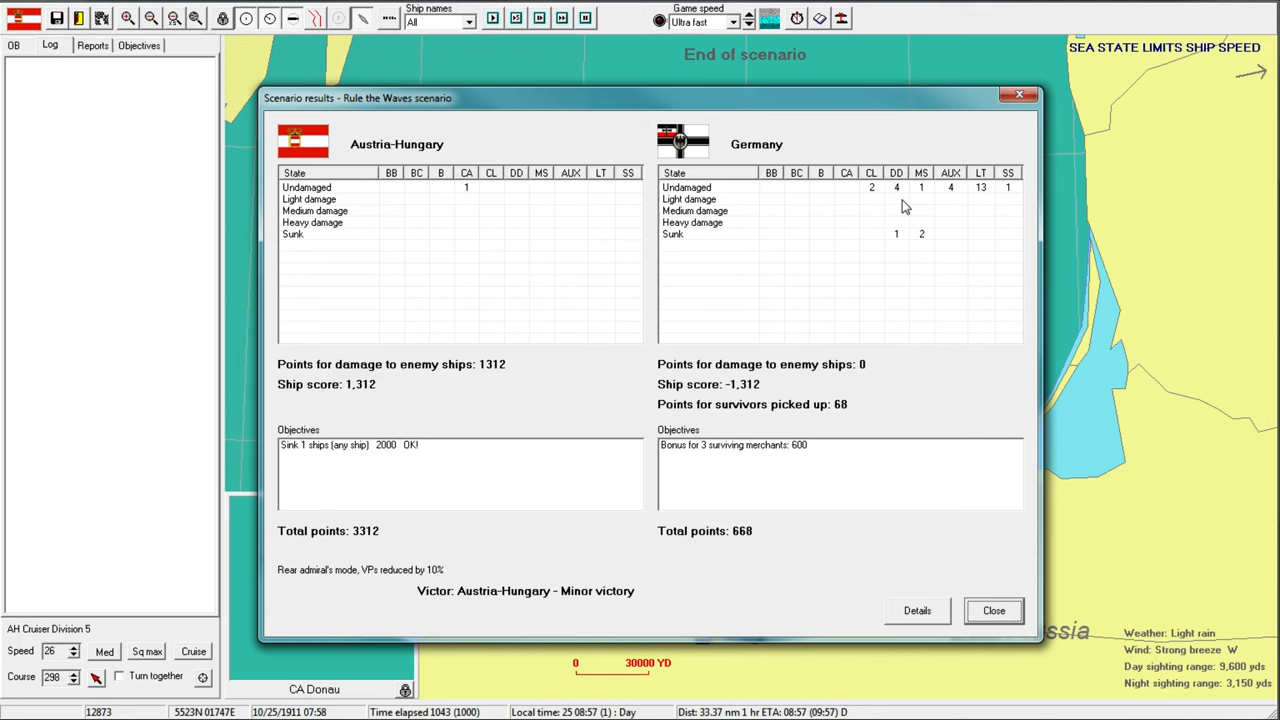 Ship names
All
Game speed
Ultra fast
OB Log Reports Objectives
End of scenario
SEA STATE LIMITS SHIP SPEED
Scenario results - Rule the Waves scenario
Austria-Hungary
State BB BC B CA CL DD MS AUX LT SS
Undamaged 1
Light damage
Medium damage
Heavy damage
Sunk
Points for damage to enemy ships: 1312
Ship score: 1,312
Objectives
Sink 1 ships (any ship) 2000 OK!
Total points: 3312
Rear admiral's mode, VPs reduced by 10%
Victor: Austria-Hungary - Minor victory
Germany
State BB BC B CA CL DD MS AUX LT SS
Undamaged 2 4 1 4 13 1
Light damage
Medium damage
Heavy damage
Sunk 1 2
Points for damage to enemy ships: 0
Ship score: -1,312
Points for survivors picked up: 68
Objectives
Bonus for 3 surviving merchants: 600
Total points: 668
Details Close
AH Cruiser Division 5
Speed 26 Med Sq max Cruise
Course 298 Turn together
CA Donau
0 30000 YD
ssia
Weather: Light rain
Wind: Strong breeze W
Day sighting range: 9,600 yds
Night sighting range: 3,150 yds
12873 5523N 01747E 10/25/1911 07:58 Time elapsed 1043 (1000) Local time: 25 08:57 (1) : Day Dist: 33.37 nm 1 hr ETA: 08:57 (09:57) D